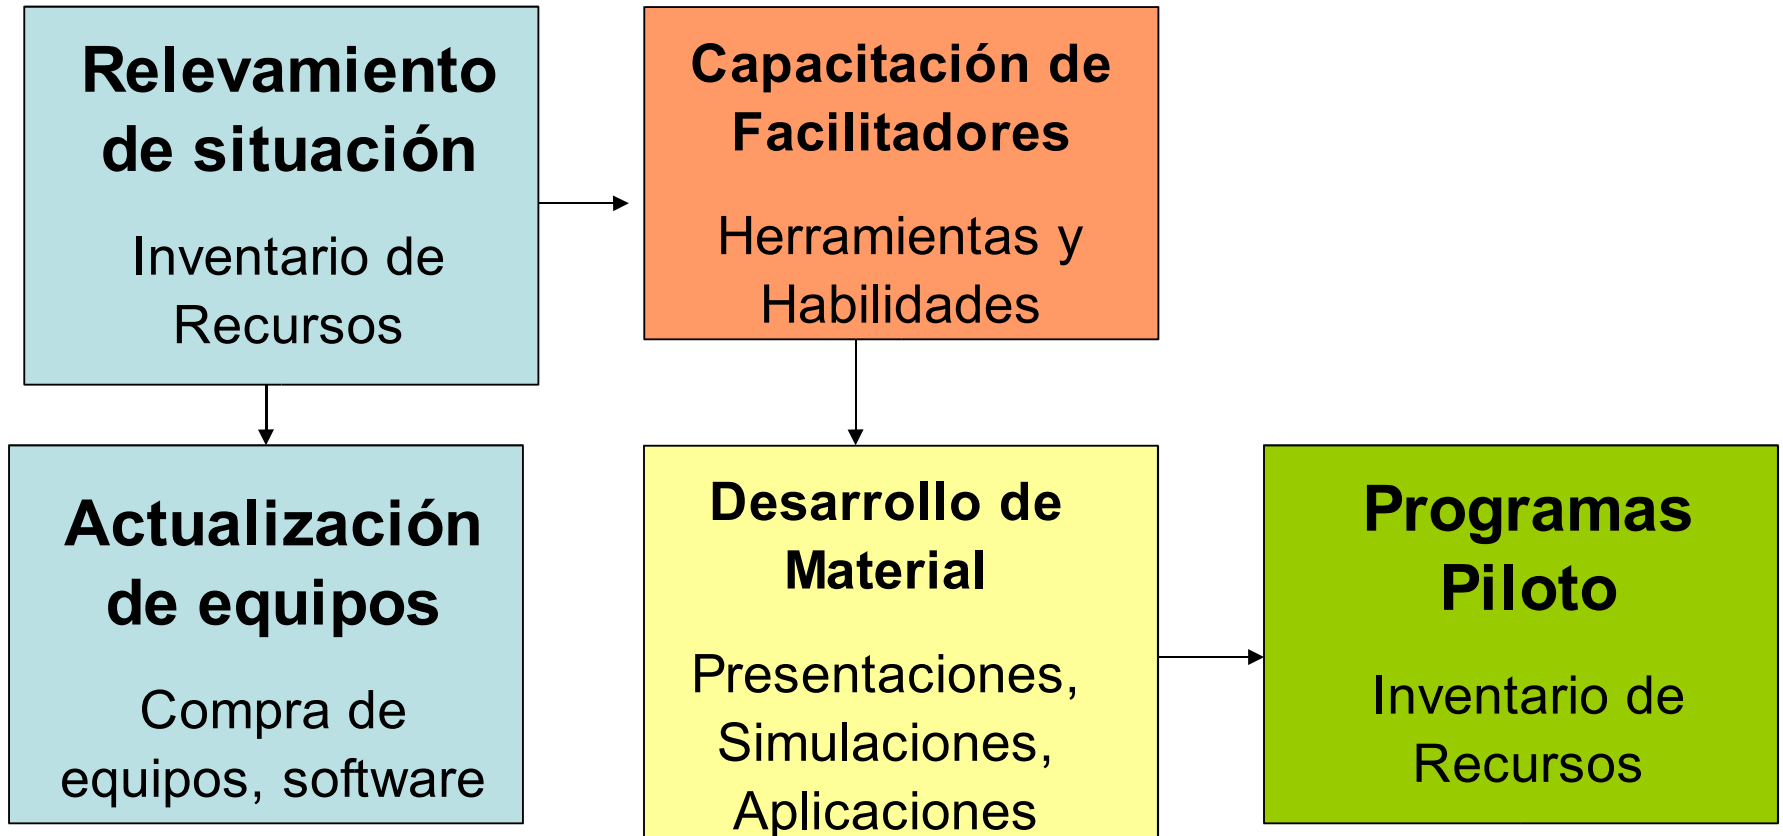 Relevamiento
de situación
Inventario de
Recursos
Capacitación de
Facilitadores
Herramientas y
Habilidades
Actualización
de equipos
Compra de
equipos, software
Desarrollo de
Material
Presentaciones,
Simulaciones,
Aplicaciones
Programas
Piloto
Inventario de
Recursos